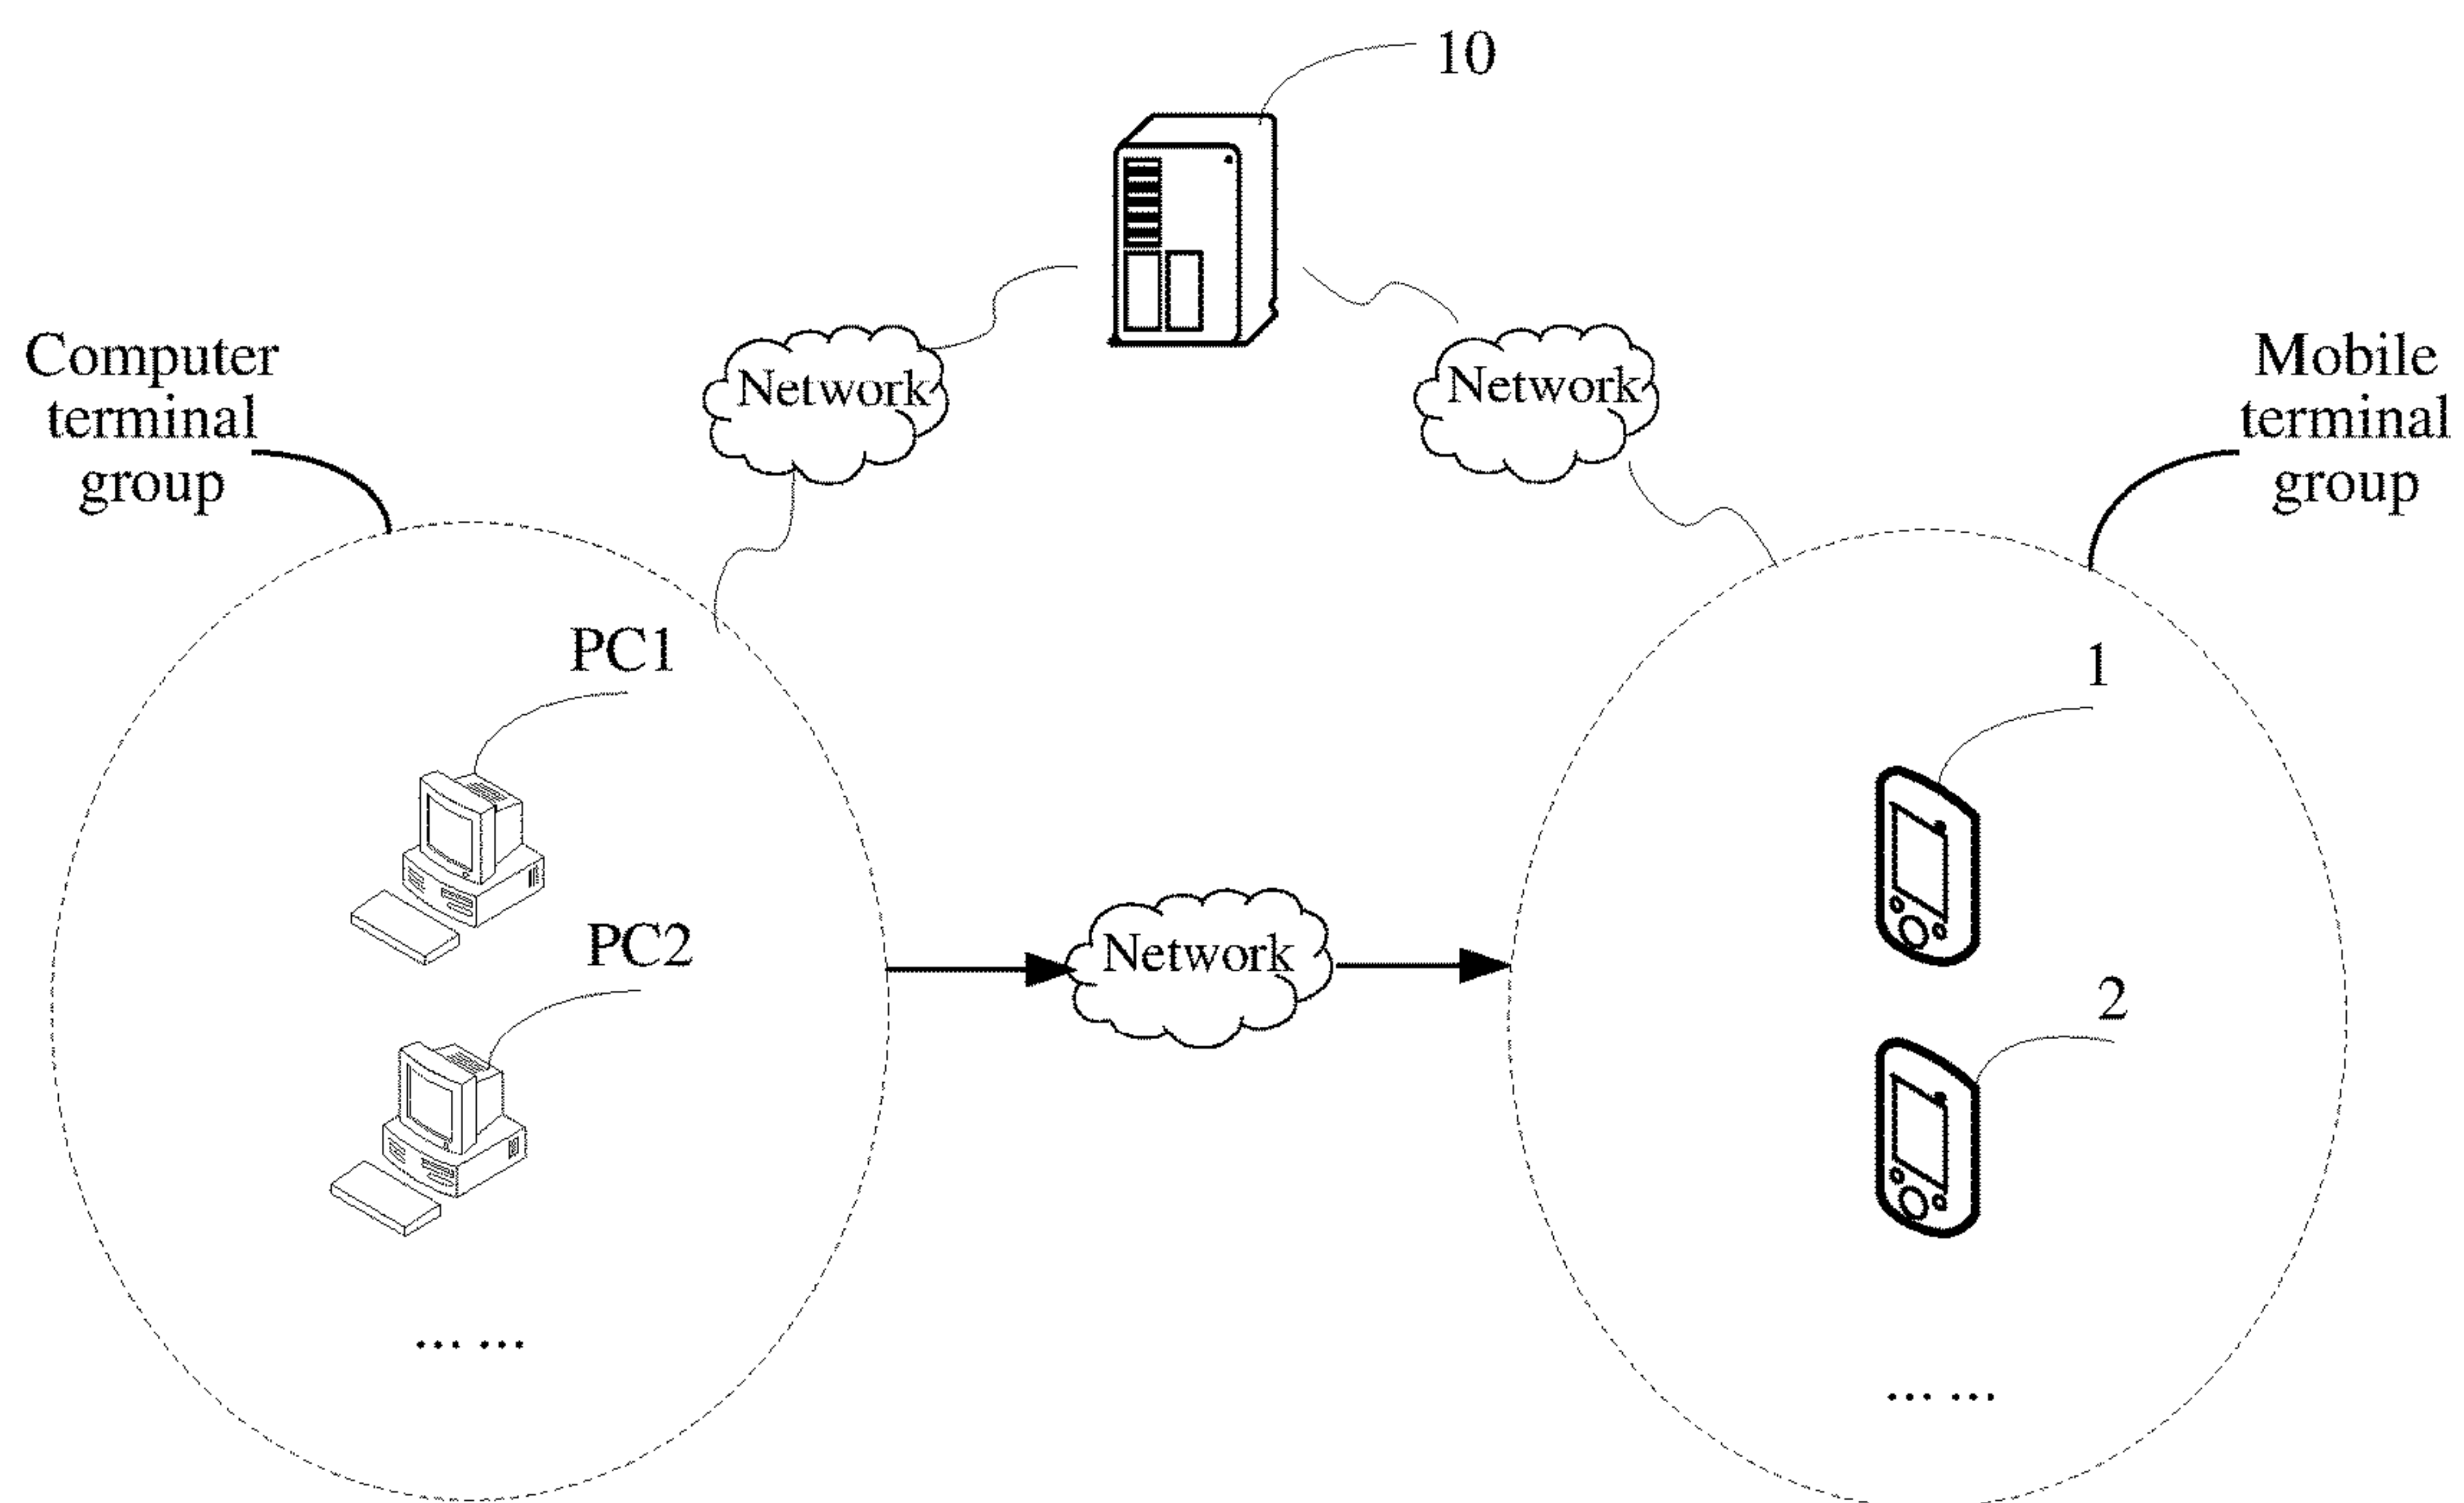 10
Network
Network
Computer
terminal
group
Mobile
terminal
group
PC1
1
PC2
Network
2
... ...
... ...